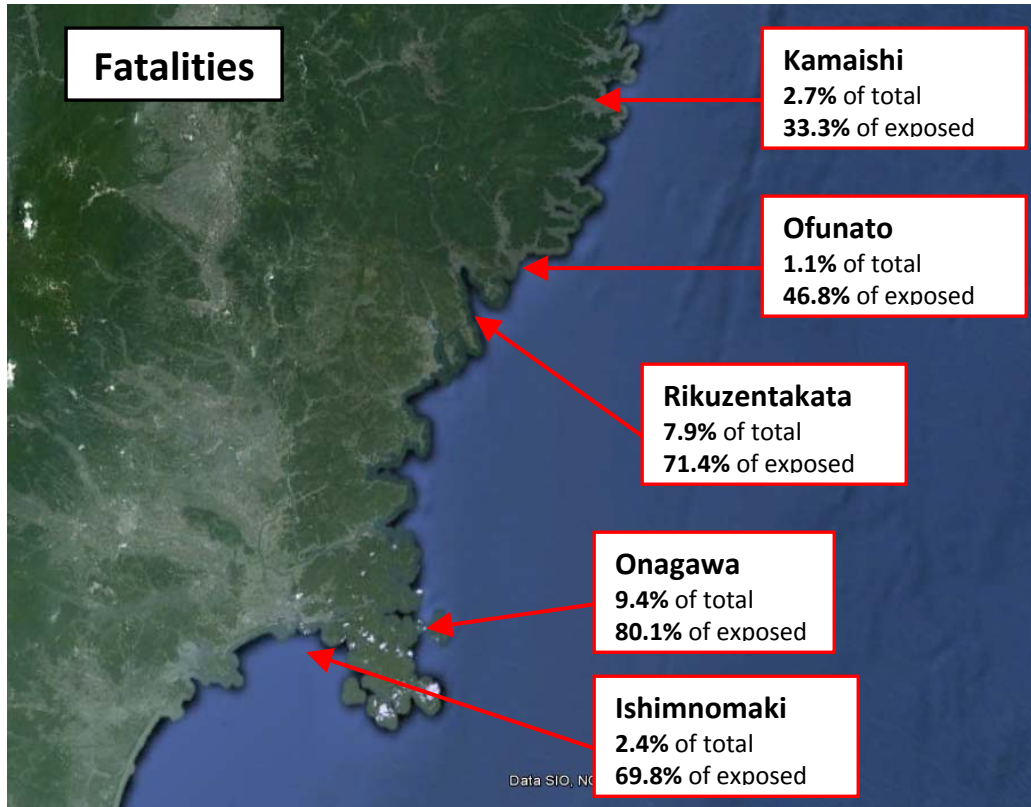 Fatalities
Kamaishi
2.7% of total
33.3% of exposed
Ofunato
1.1% of total
46.8% of exposed
Rikuzentakata
7.9% of total
71.4% of exposed
Onagawa
9.4% of total
80.1% of exposed
Ishimnomaki
2.4% of total
69.8% of exposed
Data SIO,